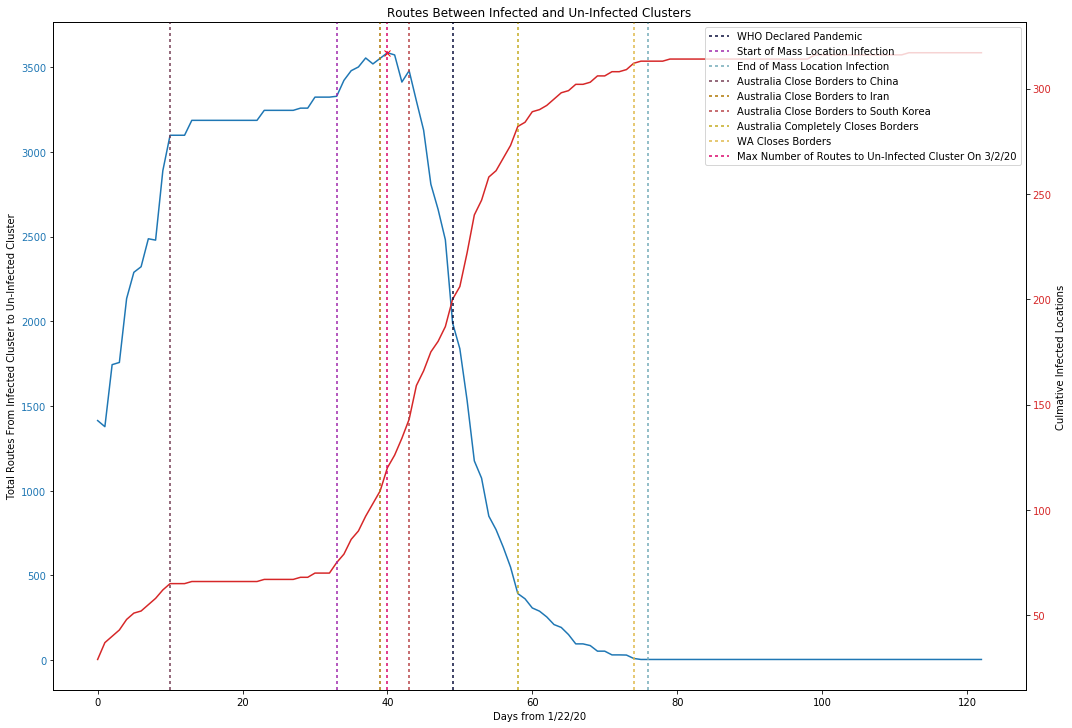 Routes Between Infected and Un-Infected Clusters
WHO Declared Pandemic
Start of Mass Location Infection
End of Mass Location Infection
Australia Close Borders to China
Australia Close Borders to Iran
Australia Close Borders to South Korea
Australia Completely Closes Borders
WA Closes Borders
Max Number of Routes to Un-Infected Cluster On 3/2/20
Total Routes From Infected Cluster to Un-Infected Cluster
3500
3000
2500
2000
1500
1000
500
0
Culmative Infected Locations
300
250
200
150
100
50
0 20 40 60 80 100 120
Days from 1/22/20